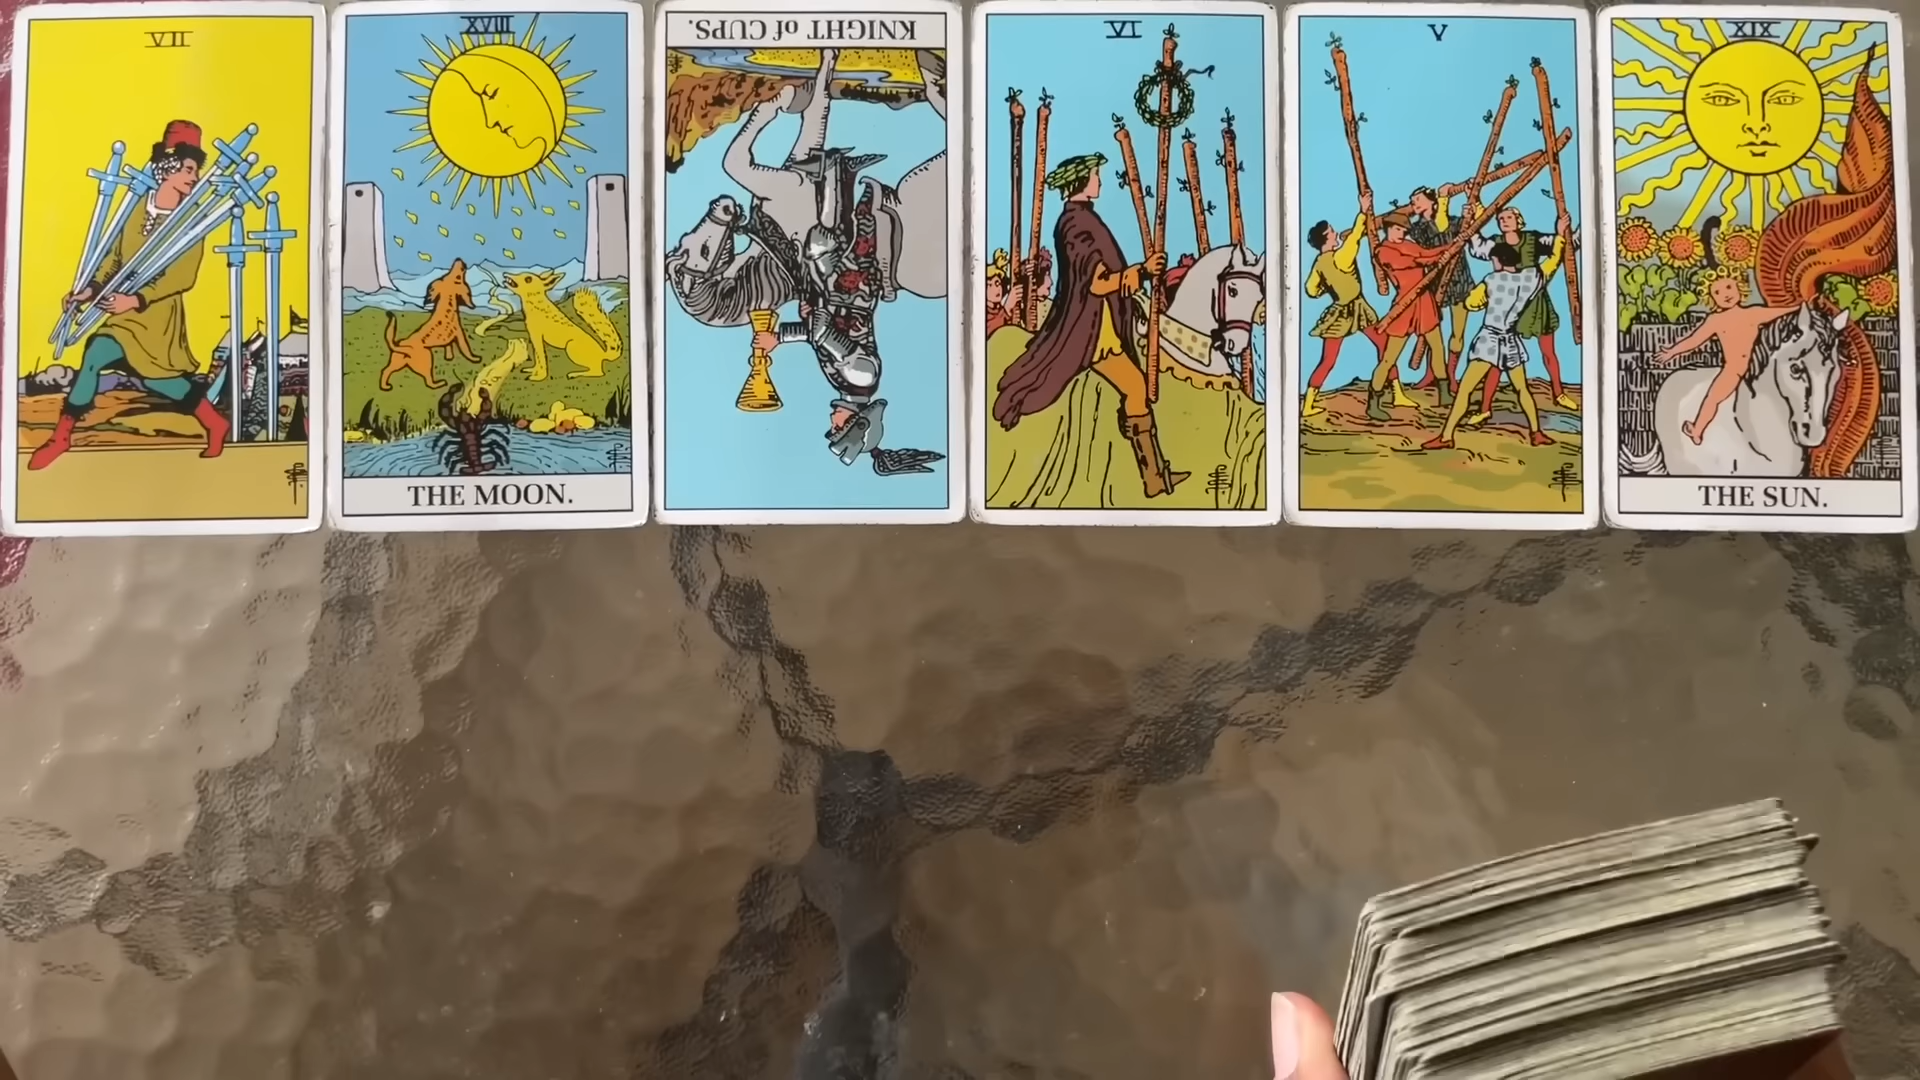 VII
XVIII
THE MOON.
KNIGHT of CUPS.
VI
V
XIX
THE SUN.